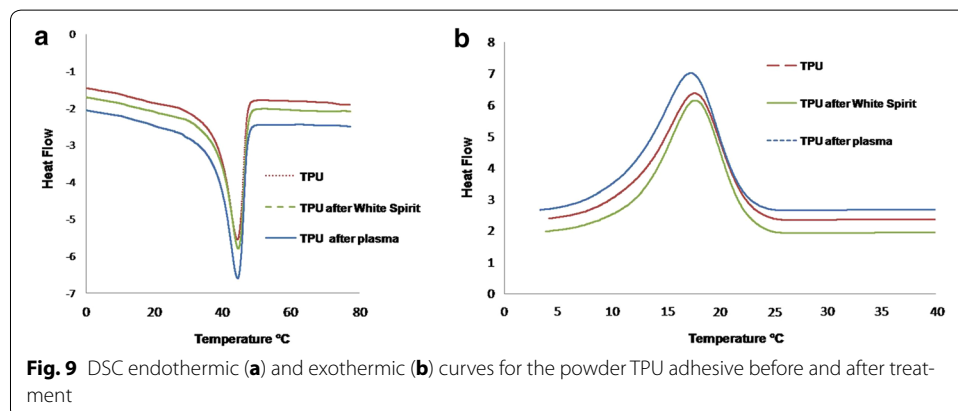 a
0
-1
-2
-3
-4
-5
-6
-7
Heat Flow
0 20 40 60 80
Temperature ºC
TPU
TPU after White Spirit
TPU after plasma
b
8
7
6
5
4
3
2
1
0
Heat Flow
0 5 10 15 20 25 30 35 40
Temperature ºC
TPU
TPU after White Spirit
TPU after plasma
Fig. 9 DSC endothermic (a) and exothermic (b) curves for the powder TPU adhesive before and after treat-
ment